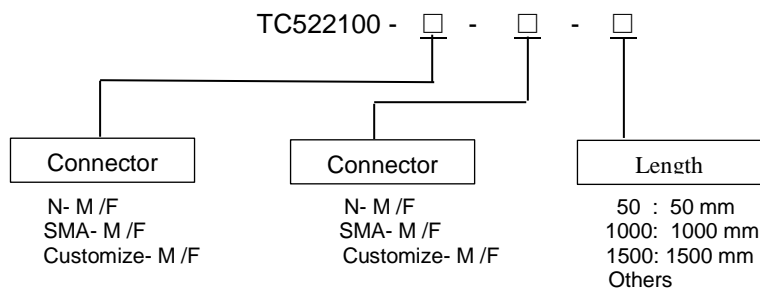 TC522100 - □ - □ - □
Connector
Connector
Length
N- M /F
SMA- M /F
Customize- M /F
N- M /F
SMA- M /F
Customize- M /F
50 : 50 mm
1000: 1000 mm
1500: 1500 mm
Others